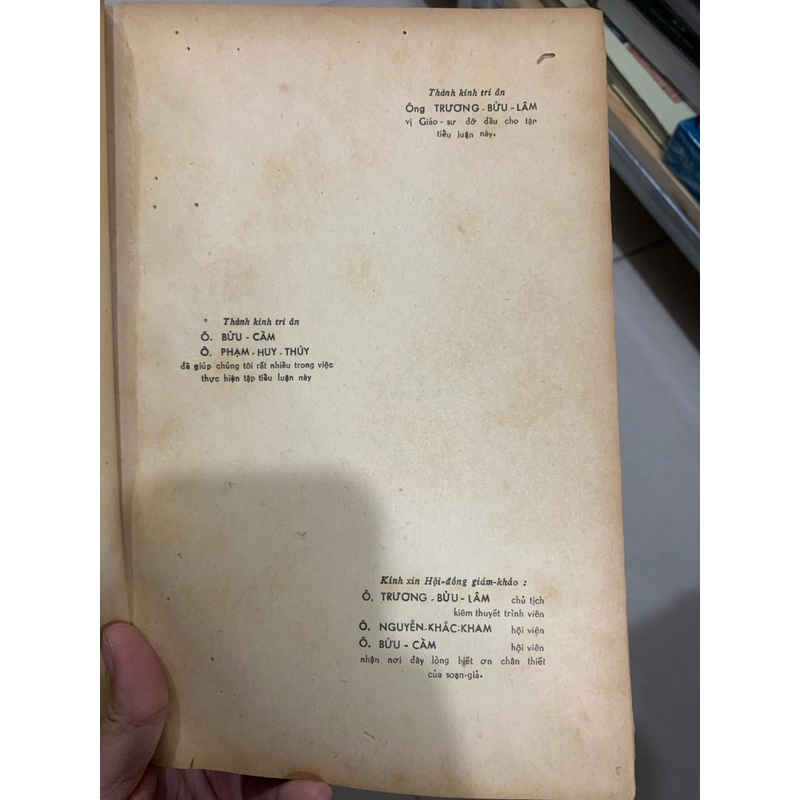 Thành kính tri ân
Ông TRƯƠNG - BỬU - LÂM
vị Giáo - sư đỡ đầu cho tập
tiểu luận này.
Thành kính tri ân
Ô. BỬU - CẦM
Ô. PHẠM - HUY - THÚY
đã giúp chúng tôi rất nhiều trong việc
thực hiện tập tiểu luận này
Kính xin Hội-đồng giám-khảo :
Ô. TRƯƠNG - BỬU - LÂM chủ tịch
kiêm thuyết trình viên
Ô. NGUYỄN-KHẮC-KHAM hội viên
Ô. BỬU - CẦM hội viên
nhận nơi đây lòng biết ơn chân thiết
của soạn-giả.